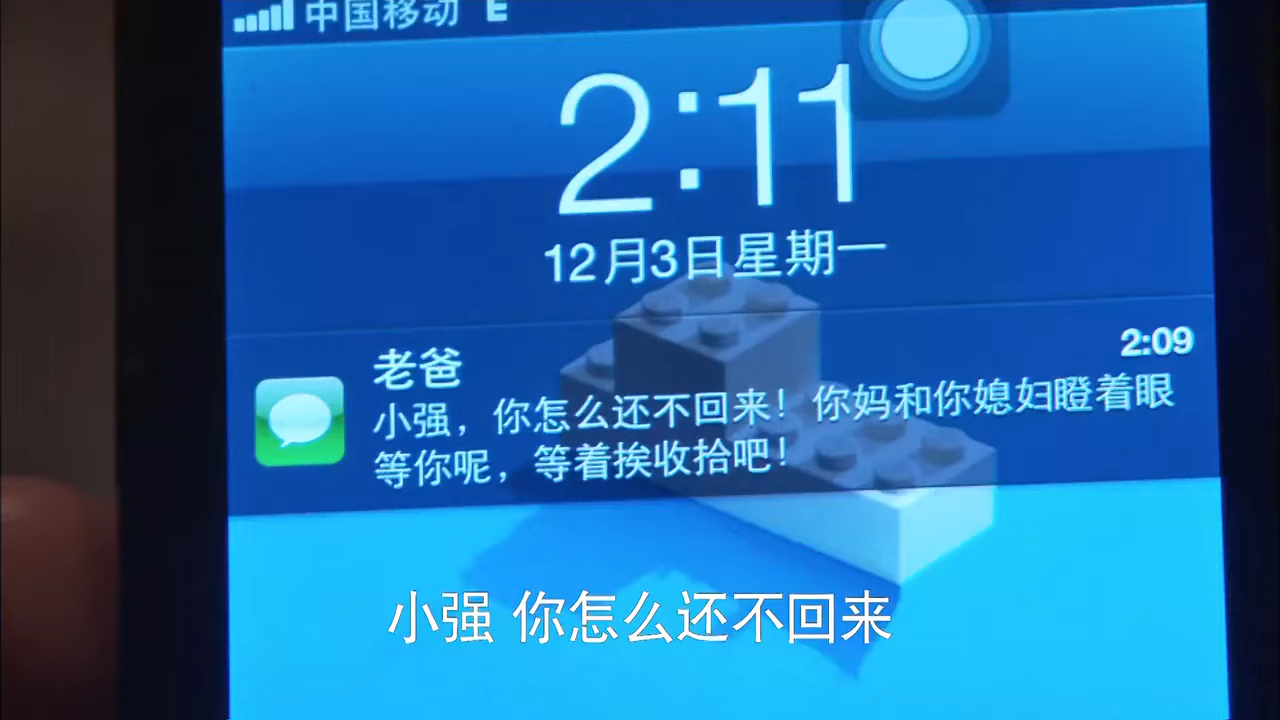 中国移动 E
2:11
12月3日星期一
老爸
2:09
小强，你怎么还不回来！你妈和你媳妇瞪着眼
等你呢，等着挨收拾吧！
小强 你怎么还不回来